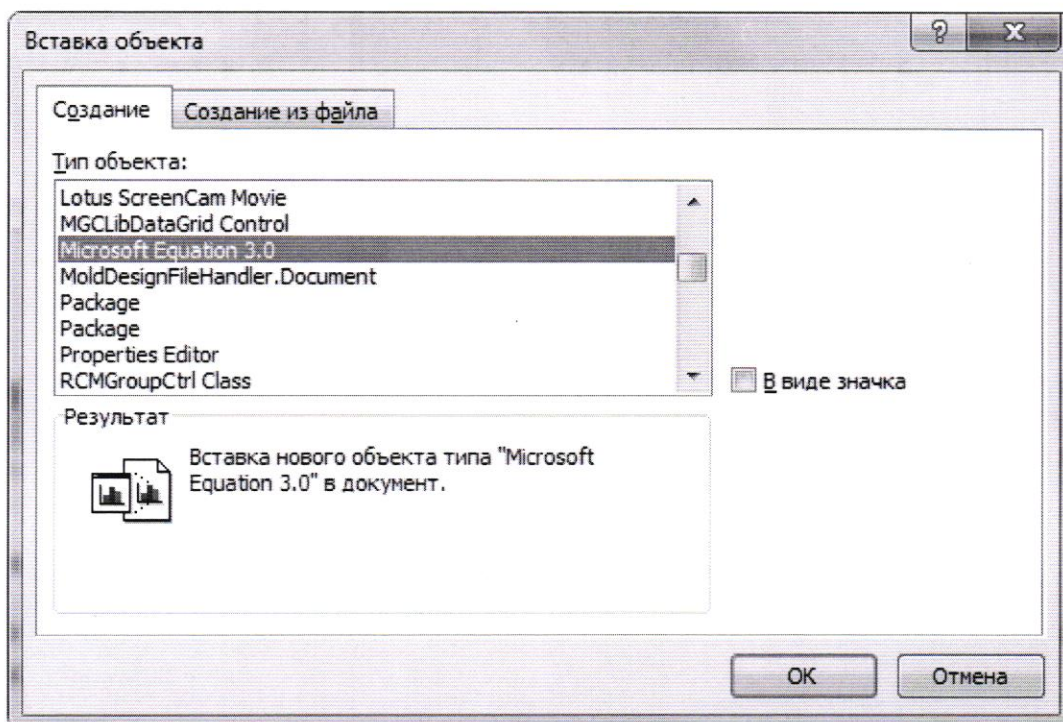 Вставка объекта
Создание
Создание из файла
Тип объекта:
Lotus ScreenCam Movie
MGCLibDataGrid Control
Microsoft Equation 3.0
MoldDesignFileHandler.Document
Package
Package
Properties Editor
RCMGroupCtrl Class
В виде значка
Результат
Вставка нового объекта типа "Microsoft
Equation 3.0" в документ.
ОК
Отмена